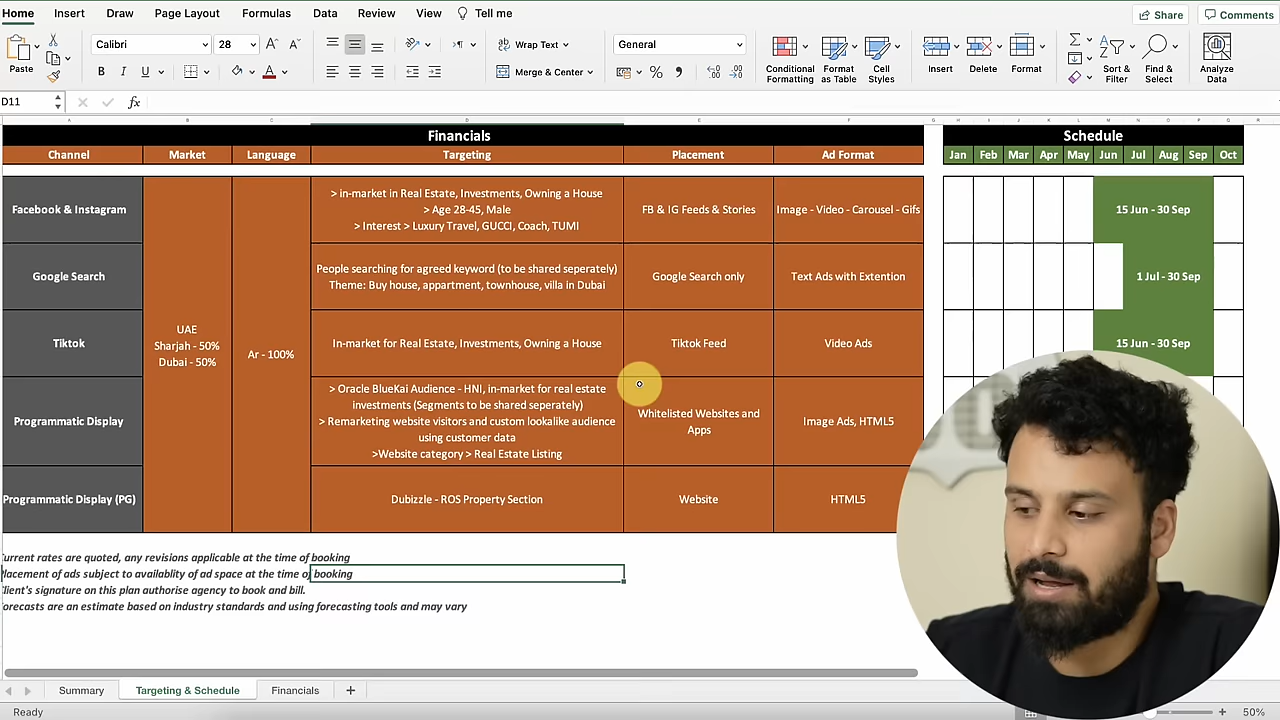 Home Insert Draw Page Layout Formulas Data Review View Tell me Share Comments
Paste
Calibri 28
B I U A
Wrap Text
Merge & Center
General
%
Conditional Formatting
Format as Table
Cell Styles
Insert
Delete
Format
Sort & Filter
Find & Select
Analyze Data
D11
fx
A B C D E F G H I J K L M N O P Q R
Financials
Schedule
Channel Market Language Targeting Placement Ad Format
Jan Feb Mar Apr May Jun Jul Aug Sep Oct
Facebook & Instagram
UAE
Sharjah - 50%
Dubai - 50%
Ar - 100%
> in-market in Real Estate, Investments, Owning a House
> Age 28-45, Male
> Interest > Luxury Travel, GUCCI, Coach, TUMI
FB & IG Feeds & Stories
Image - Video - Carousel - Gifs
15 Jun - 30 Sep
Google Search
People searching for agreed keyword (to be shared seperately)
Theme: Buy house, appartment, townhouse, villa in Dubai
Google Search only
Text Ads with Extention
1 Jul - 30 Sep
Tiktok
In-market for Real Estate, Investments, Owning a House
Tiktok Feed
Video Ads
15 Jun - 30 Sep
Programmatic Display
> Oracle BlueKai Audience - HNI, in-market for real estate
investments (Segments to be shared seperately)
> Remarketing website visitors and custom lookalike audience
using customer data
>Website category > Real Estate Listing
Whitelisted Websites and
Apps
Image Ads, HTML5
Programmatic Display (PG)
Dubizzle - ROS Property Section
Website
HTML5
urrent rates are quoted, any revisions applicable at the time of booking
lacement of ads subject to availablity of ad space at the time of booking
lient's signature on this plan authorise agency to book and bill.
orecasts are an estimate based on industry standards and using forecasting tools and may vary
Summary Targeting & Schedule Financials +
Ready
50%